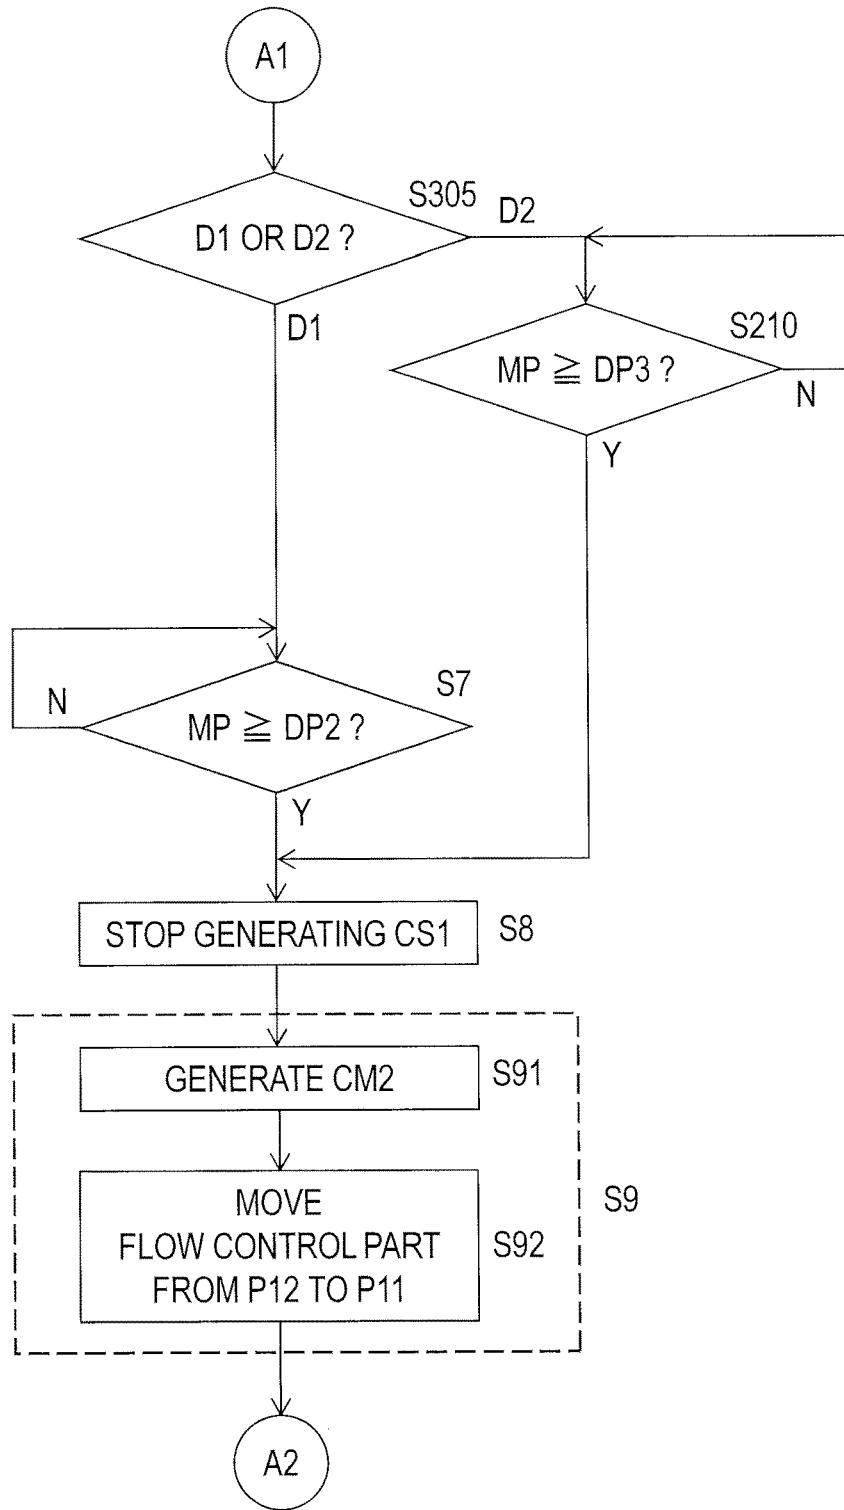 A1
S305
D1 OR D2 ?
D2
D1
S210
MP ≧ DP3 ?
N
Y
S7
MP ≧ DP2 ?
N
Y
STOP GENERATING CS1
S8
GENERATE CM2
S91
MOVE
FLOW CONTROL PART
FROM P12 TO P11
S92
S9
A2